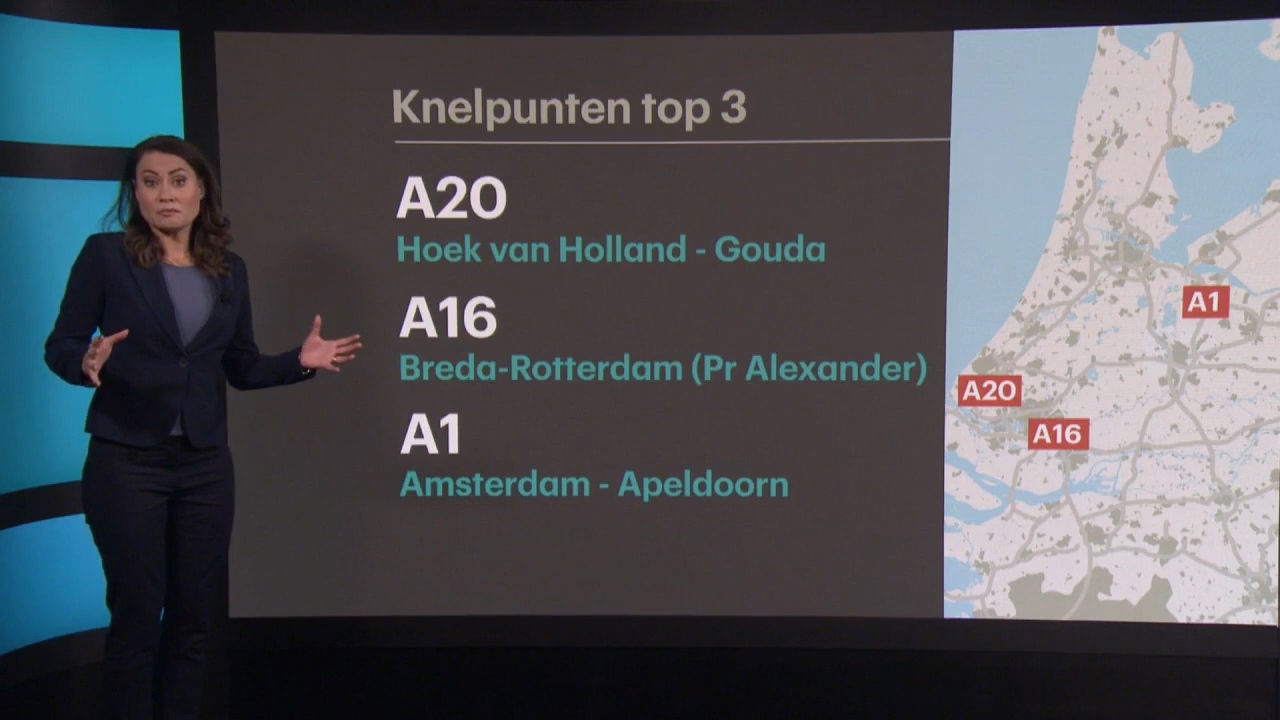 Knelpunten top 3
A20
Hoek van Holland - Gouda
A16
Breda-Rotterdam (Pr Alexander)
A1
Amsterdam - Apeldoorn
A1
A20
A16